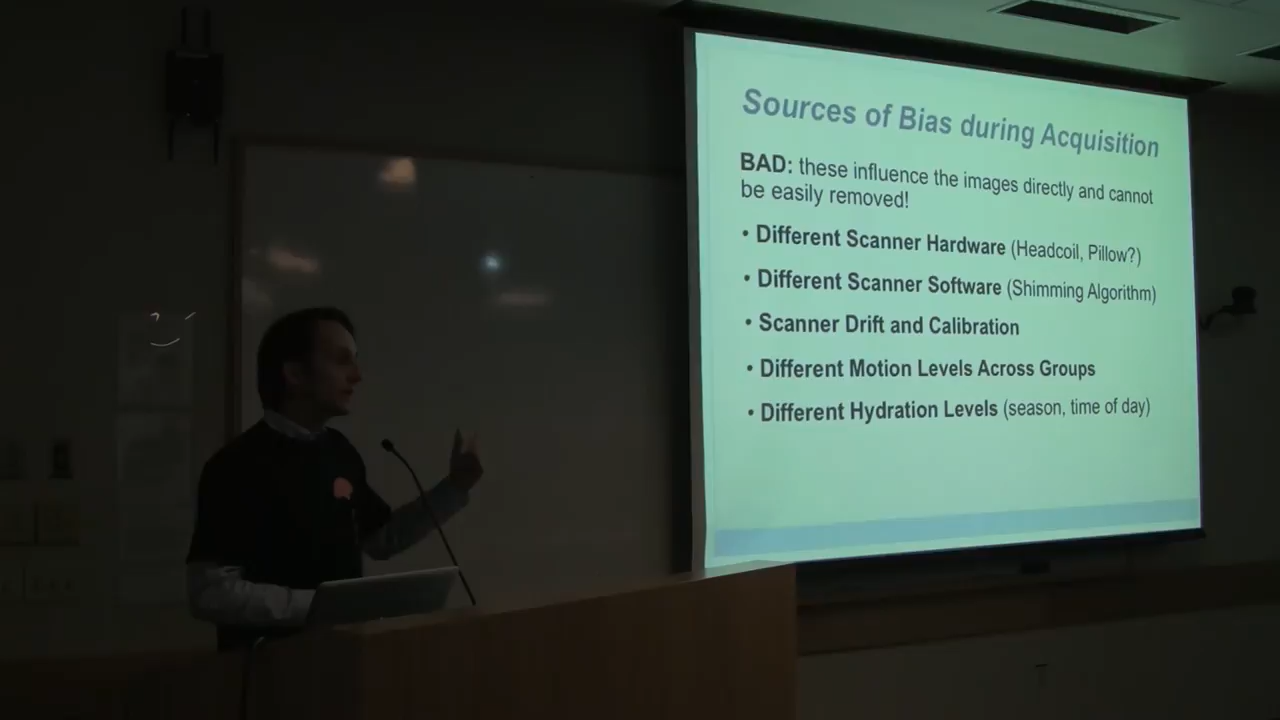 Sources of Bias during Acquisition
BAD: these influence the images directly and cannot
be easily removed!
• Different Scanner Hardware (Headcoil, Pillow?)
• Different Scanner Software (Shimming Algorithm)
• Scanner Drift and Calibration
• Different Motion Levels Across Groups
• Different Hydration Levels (season, time of day)